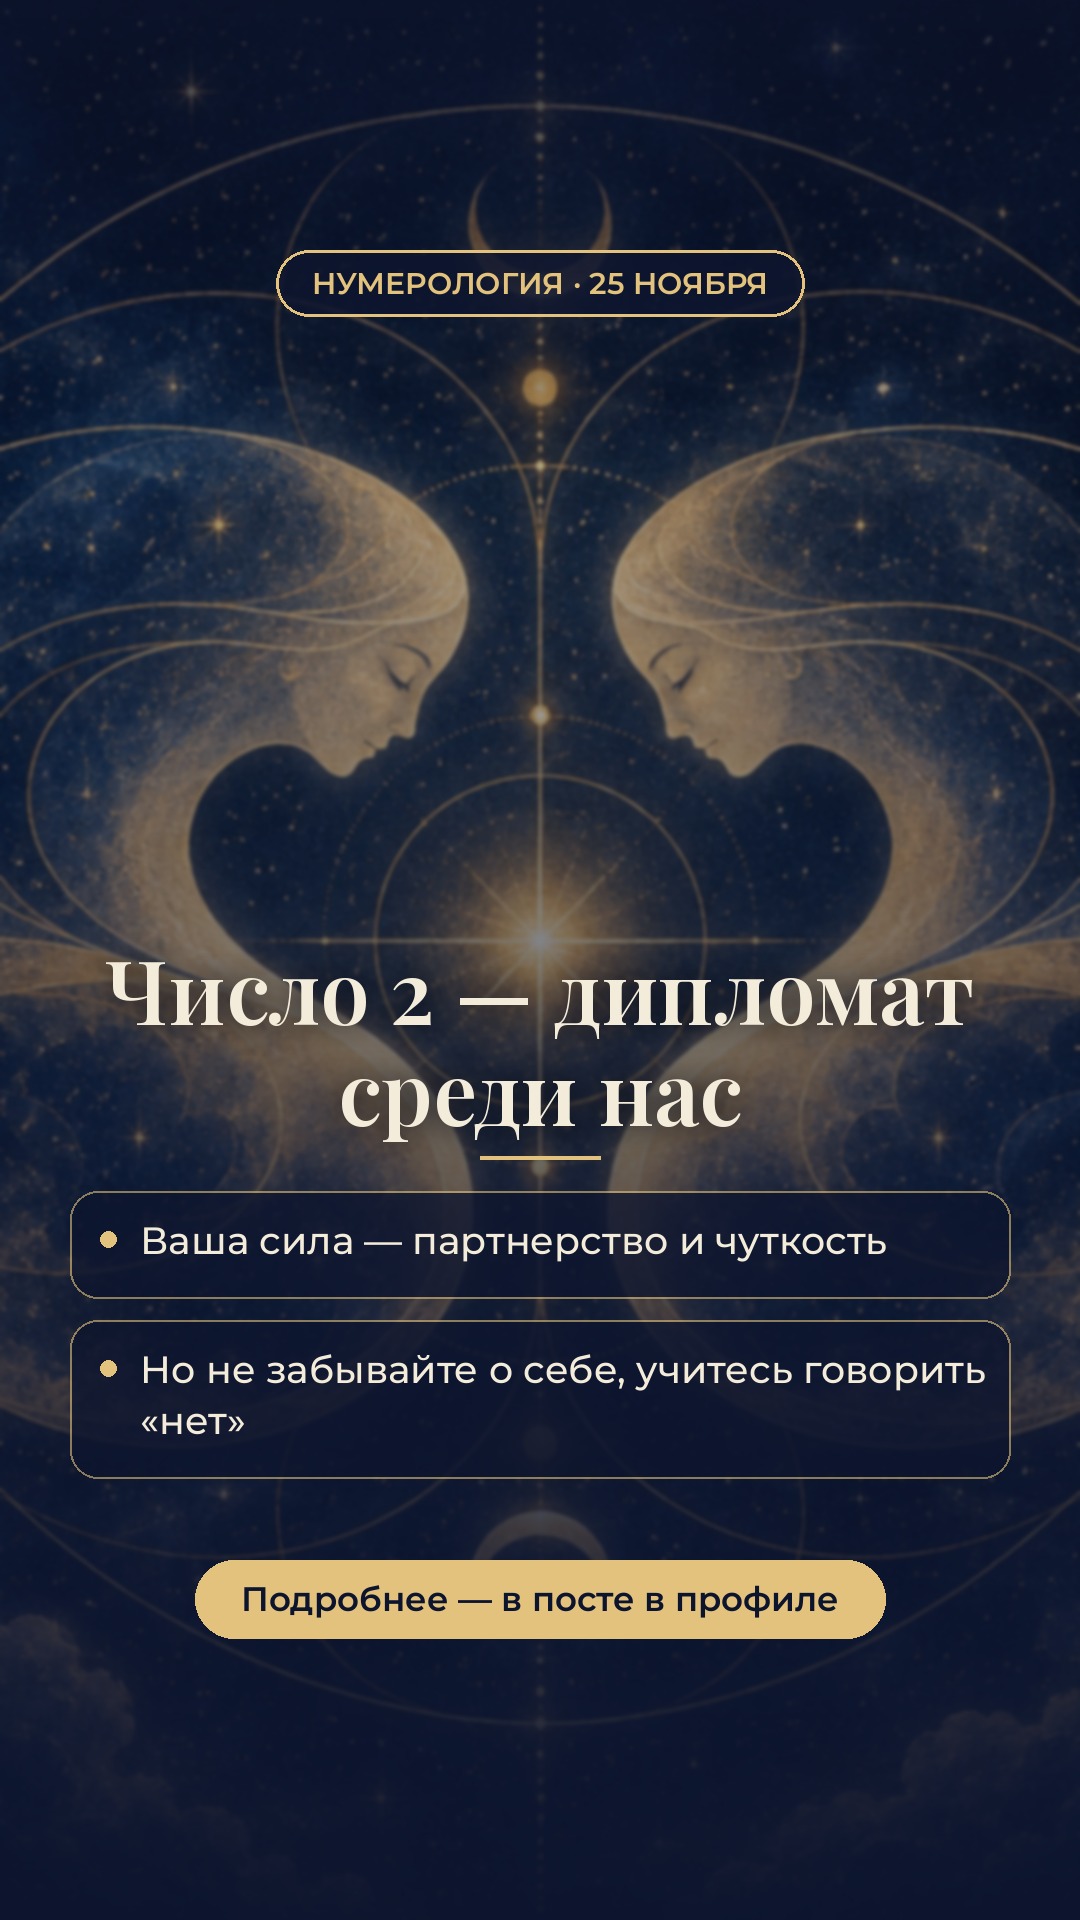 НУМЕРОЛОГИЯ · 25 НОЯБРЯ
Число 2 — дипломат
среди нас
Ваша сила — партнерство и чуткость
Но не забывайте о себе, учитесь говорить
«нет»
Подробнее — в посте в профиле